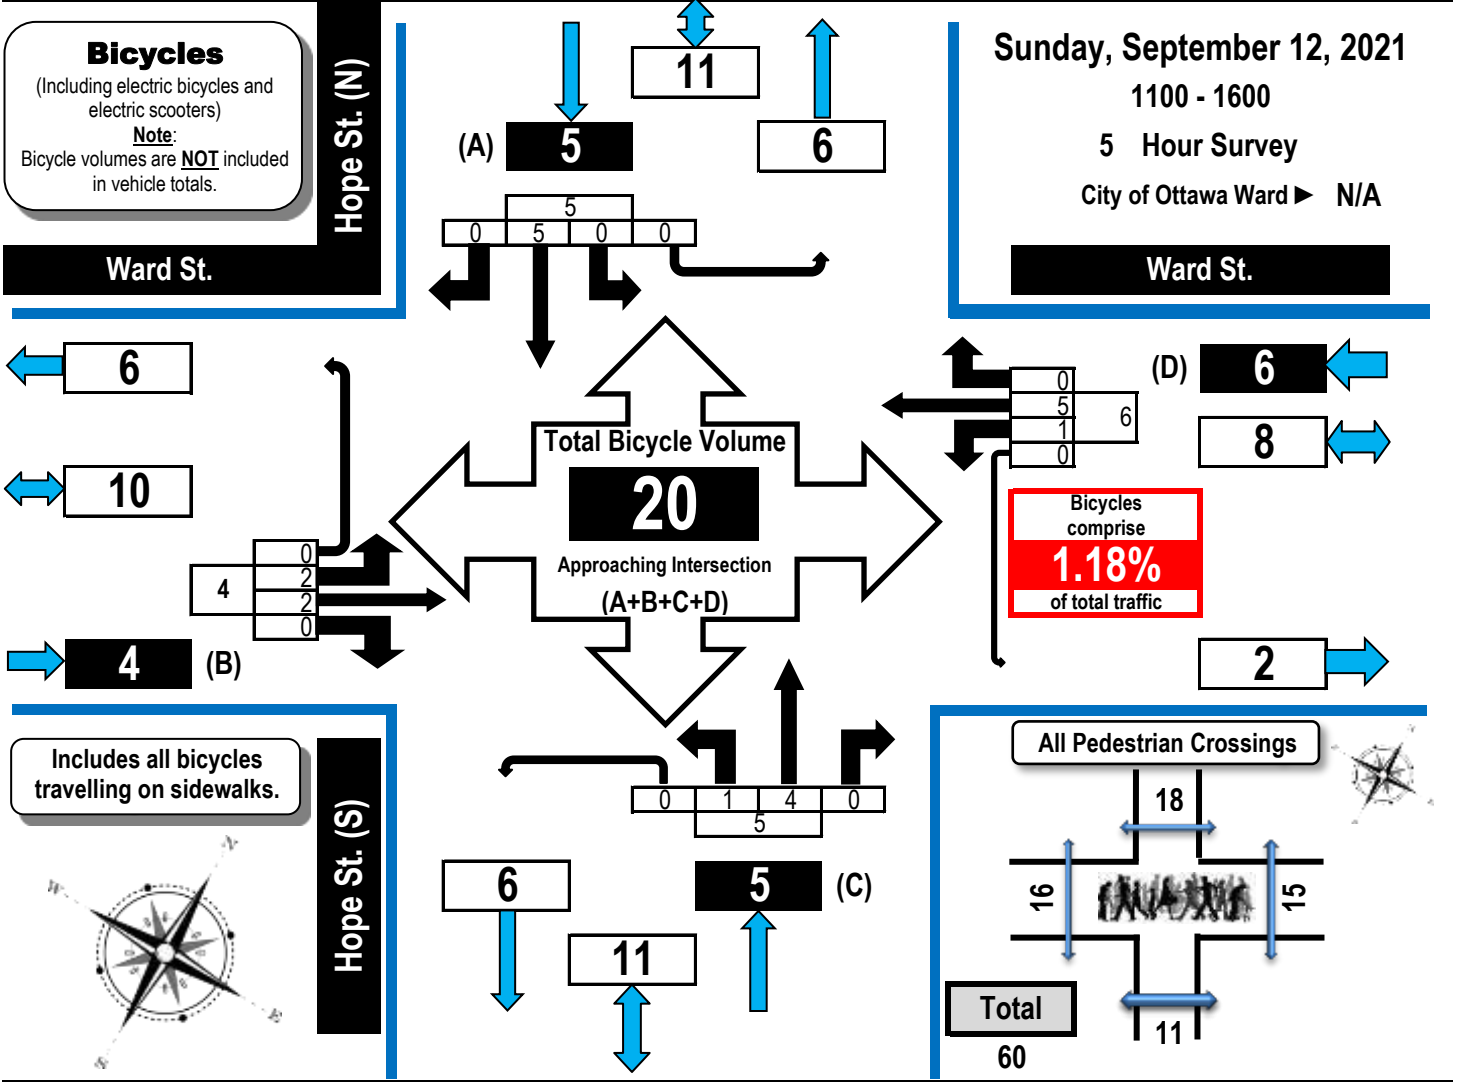 Bicycles
(Including electric bicycles and
electric scooters)
Note:
Bicycle volumes are NOT included
in vehicle totals.
Hope St. (N)
Ward St.
(A)
5
11
6
5
0 5 0 0
Sunday, September 12, 2021
1100 - 1600
5 Hour Survey
City of Ottawa Ward ► N/A
Ward St.
6
10
0
2
2
0
4
4
(B)
Total Bicycle Volume
20
Approaching Intersection
(A+B+C+D)
0
5
1
0
6
(D)
6
8
Bicycles
comprise
1.18%
of total traffic
2
Includes all bicycles
travelling on sidewalks.
N
W
E
S
Hope St. (S)
0 1 4 0
5
6
5
(C)
11
All Pedestrian Crossings
18
16
15
11
Total
60